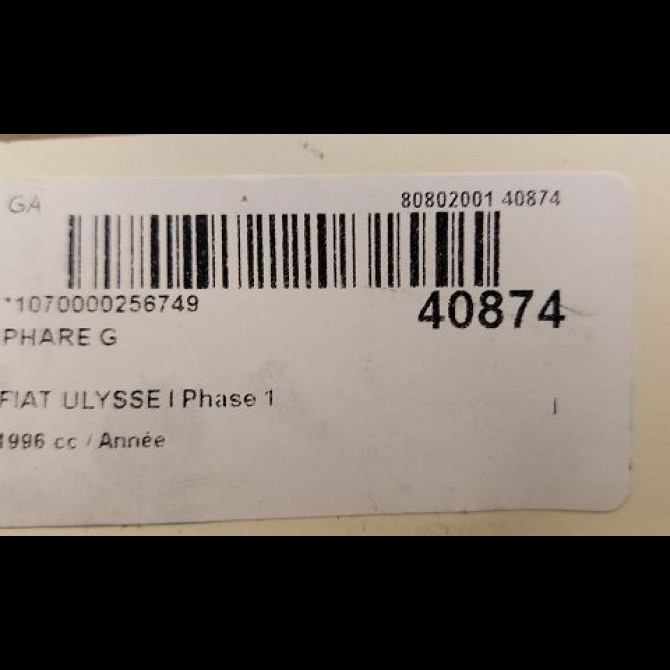 GA
80802001 40874
*1070000256749
40874
PHARE G
FIAT ULYSSE I Phase 1
1996 cc / Année